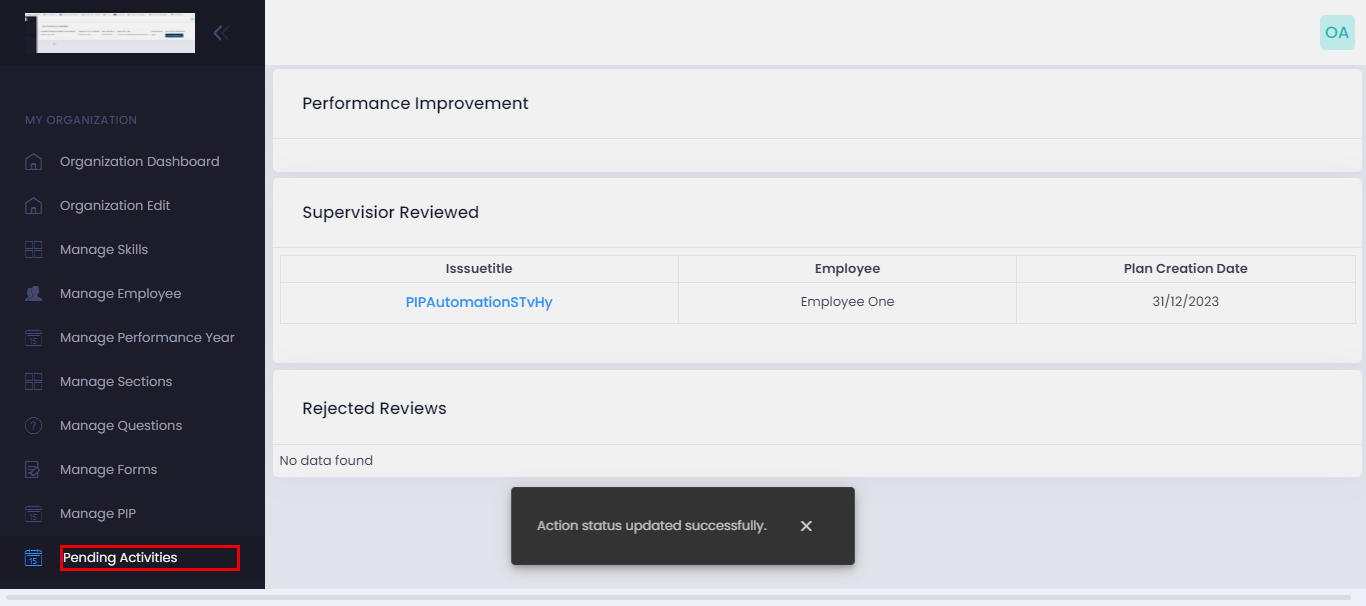 OA
MY ORGANIZATION
Organization Dashboard
Organization Edit
Manage Skills
Manage Employee
Manage Performance Year
Manage Sections
Manage Questions
Manage Forms
Manage PIP
Pending Activities
Performance Improvement
Supervisior Reviewed
Isssuetitle Employee Plan Creation Date
PIPAutomationSTvHy Employee One 31/12/2023
Rejected Reviews
No data found
Action status updated successfully.